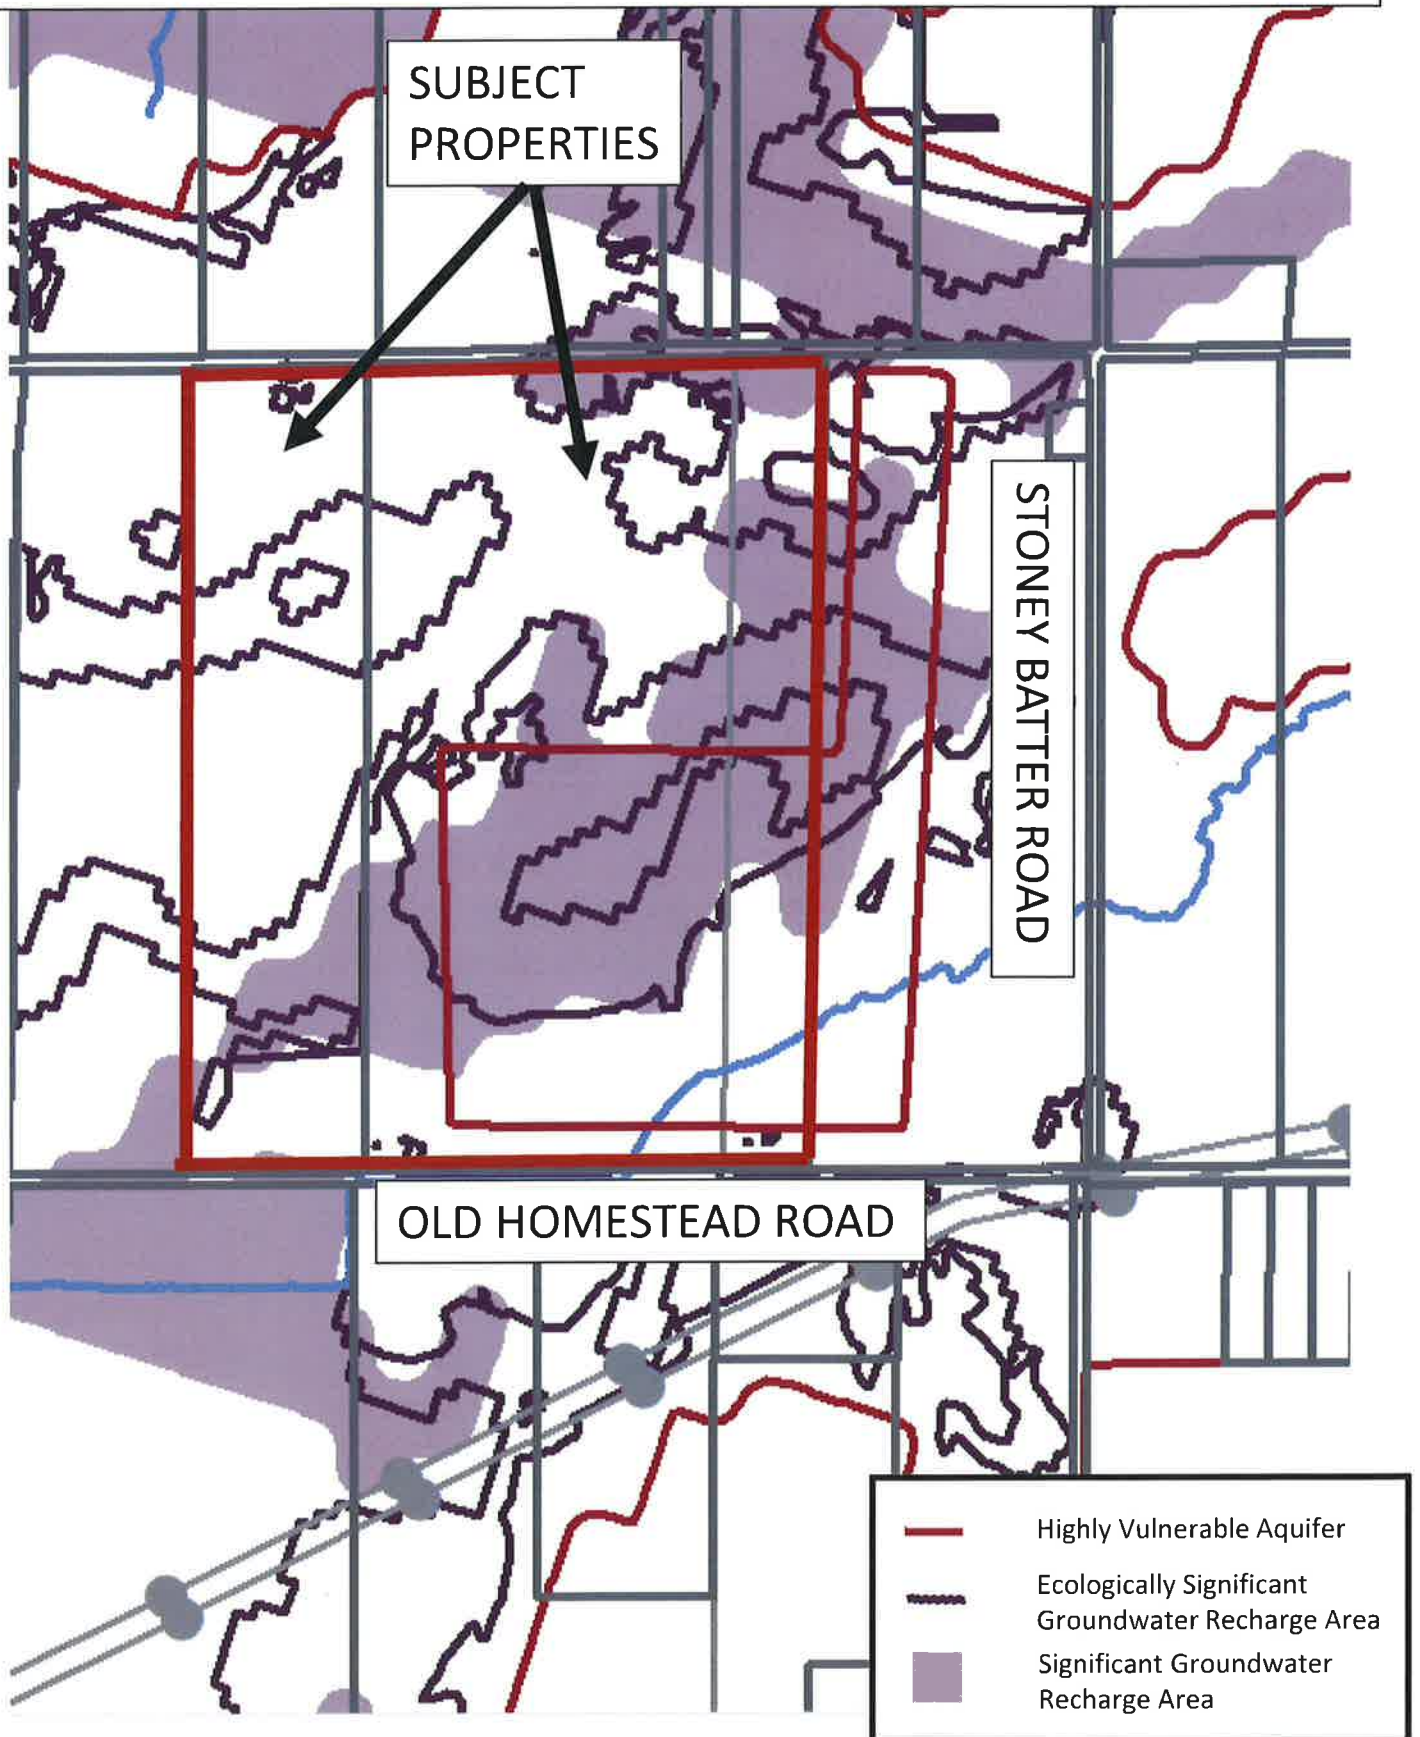 SUBJECT
PROPERTIES
STONEY BATTER ROAD
OLD HOMESTEAD ROAD
Highly Vulnerable Aquifer
Ecologically Significant
Groundwater Recharge Area
Significant Groundwater
Recharge Area